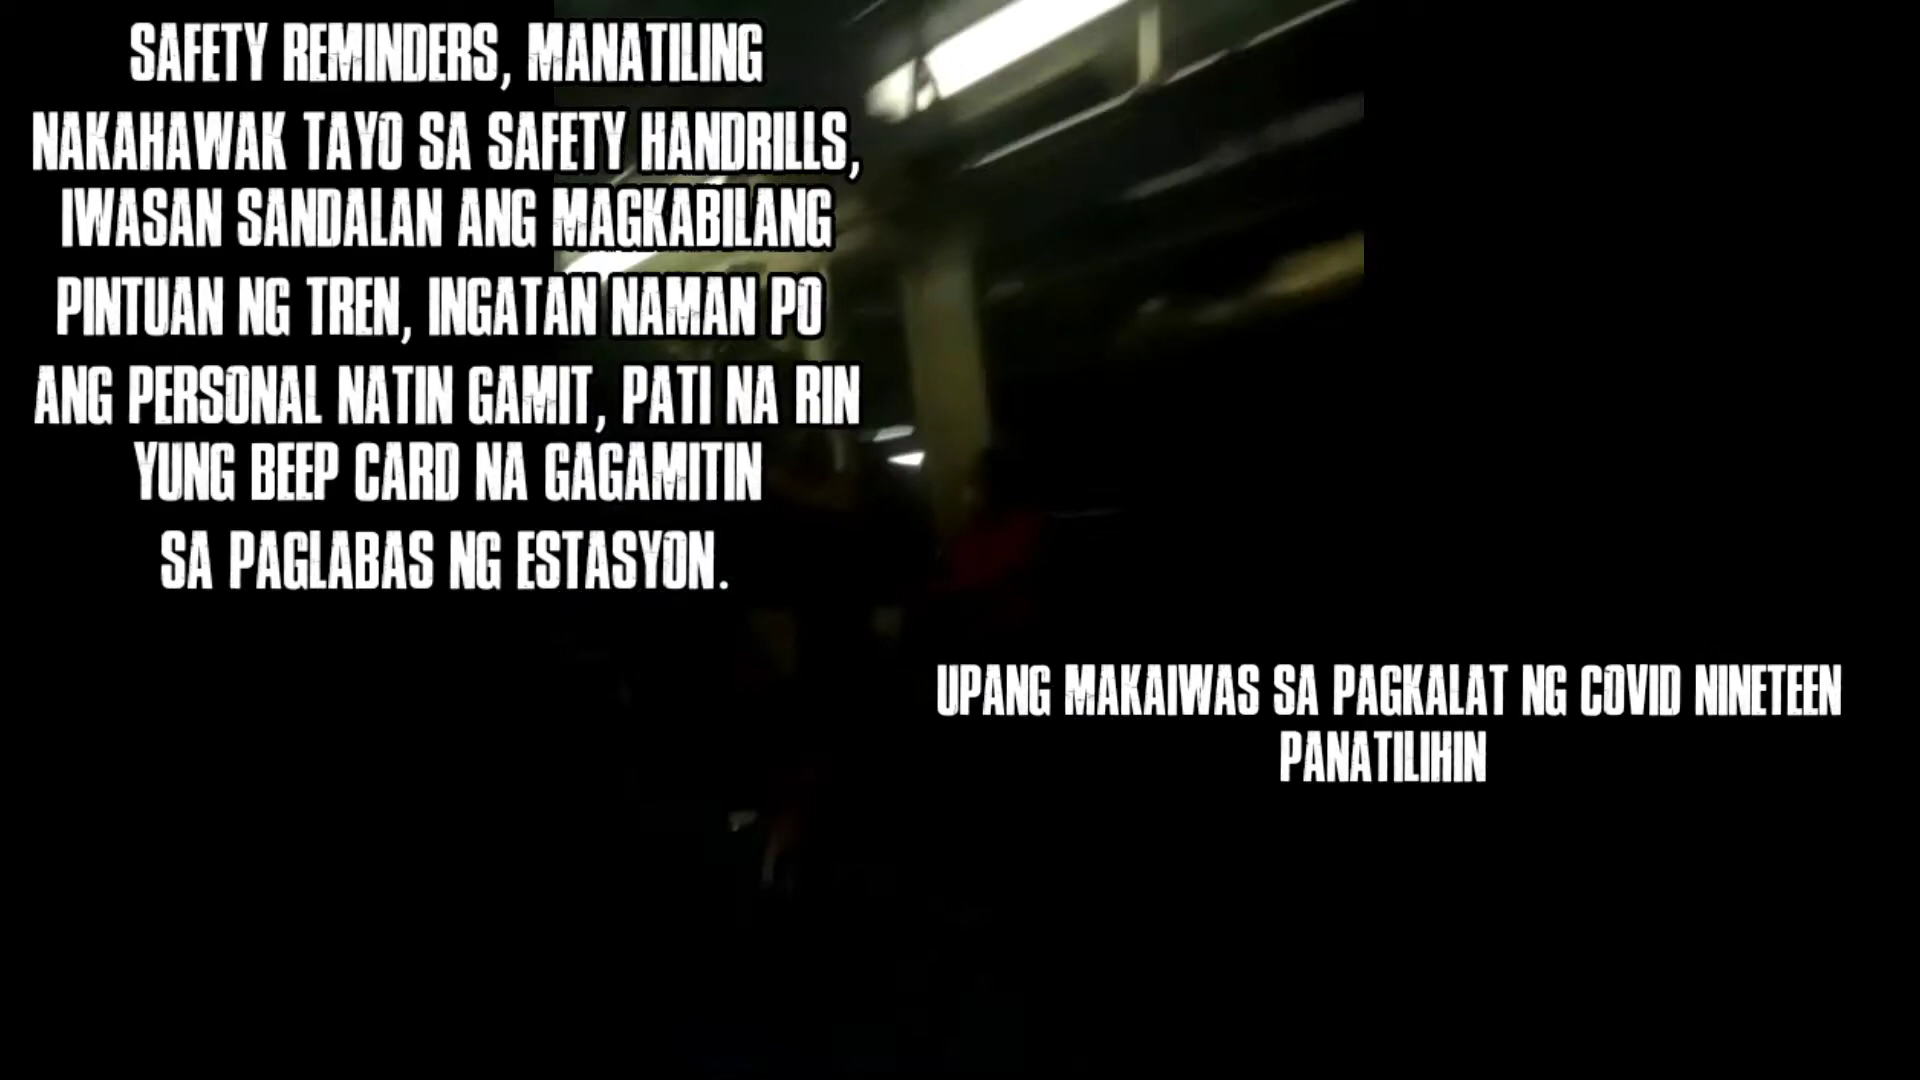 SAFETY REMINDERS, MANATILING
NAKAHAWAK TAYO SA SAFETY HANDRILLS,
IWASAN SANDALAN ANG MAGKABILANG
PINTUAN NG TREN, INGATAN NAMAN PO
ANG PERSONAL NATIN GAMIT, PATI NA RIN
YUNG BEEP CARD NA GAGAMITIN
SA PAGLABAS NG ESTASYON.
UPANG MAKAIWAS SA PAGKALAT NG COVID NINETEEN
PANATILIHIN